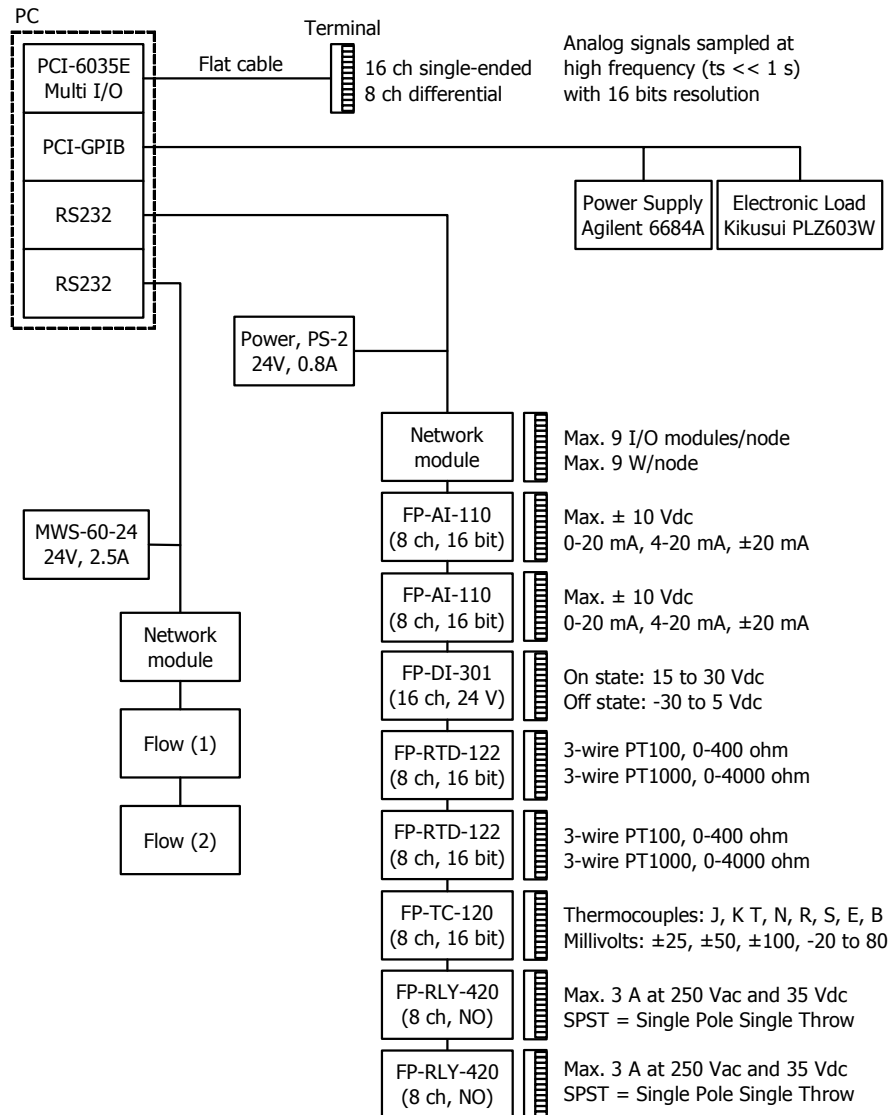 PC
PCI-6035E
Multi I/O
Flat cable
Terminal
16 ch single-ended
8 ch differential
Analog signals sampled at
high frequency (ts << 1 s)
with 16 bits resolution
PCI-GPIB
Power Supply
Agilent 6684A
Electronic Load
Kikusui PLZ603W
RS232
RS232
Power, PS-2
24V, 0.8A
Network
module
Max. 9 I/O modules/node
Max. 9 W/node
FP-AI-110
(8 ch, 16 bit)
Max. ± 10 Vdc
0-20 mA, 4-20 mA, ±20 mA
MWS-60-24
24V, 2.5A
FP-AI-110
(8 ch, 16 bit)
Max. ± 10 Vdc
0-20 mA, 4-20 mA, ±20 mA
Network
module
FP-DI-301
(16 ch, 24 V)
On state: 15 to 30 Vdc
Off state: -30 to 5 Vdc
Flow (1)
FP-RTD-122
(8 ch, 16 bit)
3-wire PT100, 0-400 ohm
3-wire PT1000, 0-4000 ohm
Flow (2)
FP-RTD-122
(8 ch, 16 bit)
3-wire PT100, 0-400 ohm
3-wire PT1000, 0-4000 ohm
FP-TC-120
(8 ch, 16 bit)
Thermocouples: J, K T, N, R, S, E, B
Millivolts: ±25, ±50, ±100, -20 to 80
FP-RLY-420
(8 ch, NO)
Max. 3 A at 250 Vac and 35 Vdc
SPST = Single Pole Single Throw
FP-RLY-420
(8 ch, NO)
Max. 3 A at 250 Vac and 35 Vdc
SPST = Single Pole Single Throw